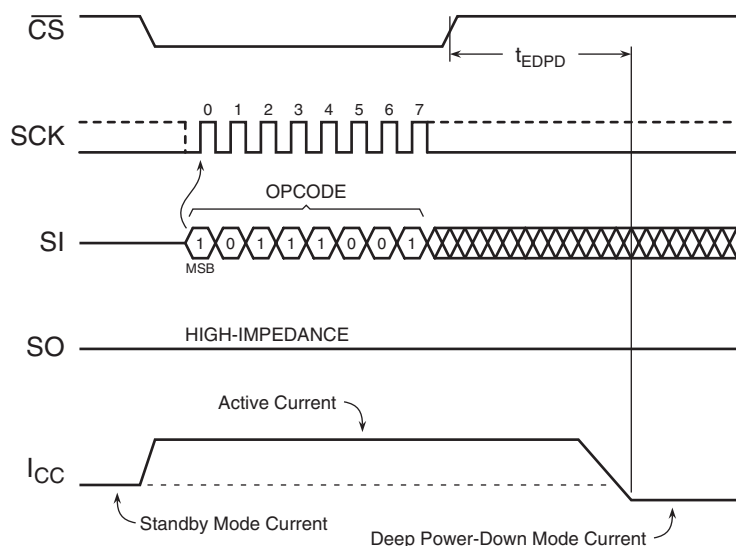 CS
tEDPD
0 1 2 3 4 5 6 7
SCK
OPCODE
SI
1 0 1 1 1 0 0 1
MSB
HIGH-IMPEDANCE
SO
Active Current
ICC
Standby Mode Current
Deep Power-Down Mode Current